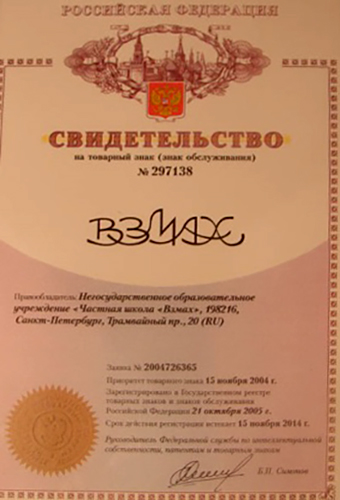 РОССИЙСКАЯ ФЕДЕРАЦИЯ
СВИДЕТЕЛЬСТВО
на товарный знак (знак обслуживания)
№ 297138
ВЗМАХ
Правообладатель: Негосударственное образовательное
учреждение «Частная школа «Взмах», 198216,
Санкт-Петербург, Трамвайный пр., 20 (RU)
Заявка № 2004726365
Приоритет товарного знака 15 ноября 2004 г.
Зарегистрировано в Государственном реестре
товарных знаков и знаков обслуживания
Российской Федерации 21 октября 2005 г.
Срок действия регистрации истекает 15 ноября 2014 г.
Руководитель Федеральной службы по интеллектуальной
собственности, патентам и товарным знакам
Б.П. Симонов